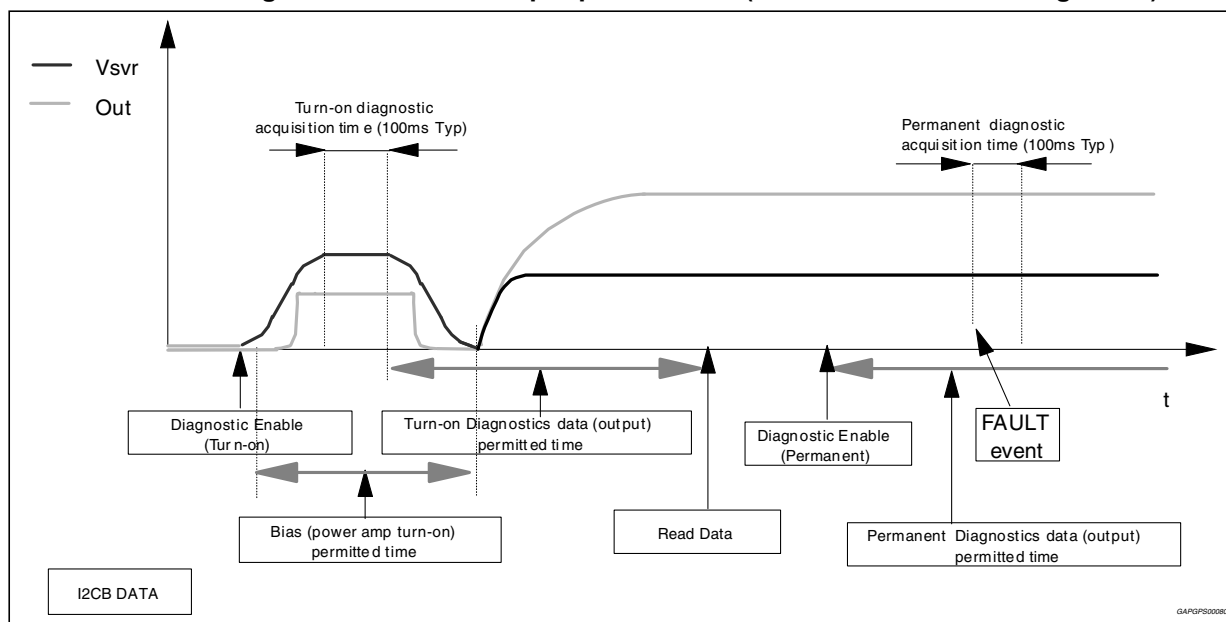 Vsvr
Out
Turn-on diagnostic
acquisition time (100ms Typ)
Permanent diagnostic
acquisition time (100ms Typ)
t
Diagnostic Enable
(Turn-on)
Turn-on Diagnostics data (output)
permitted time
Diagnostic Enable
(Permanent)
FAULT
event
Bias (power amp turn-on)
permitted time
Read Data
Permanent Diagnostics data (output)
permitted time
I2CB DATA